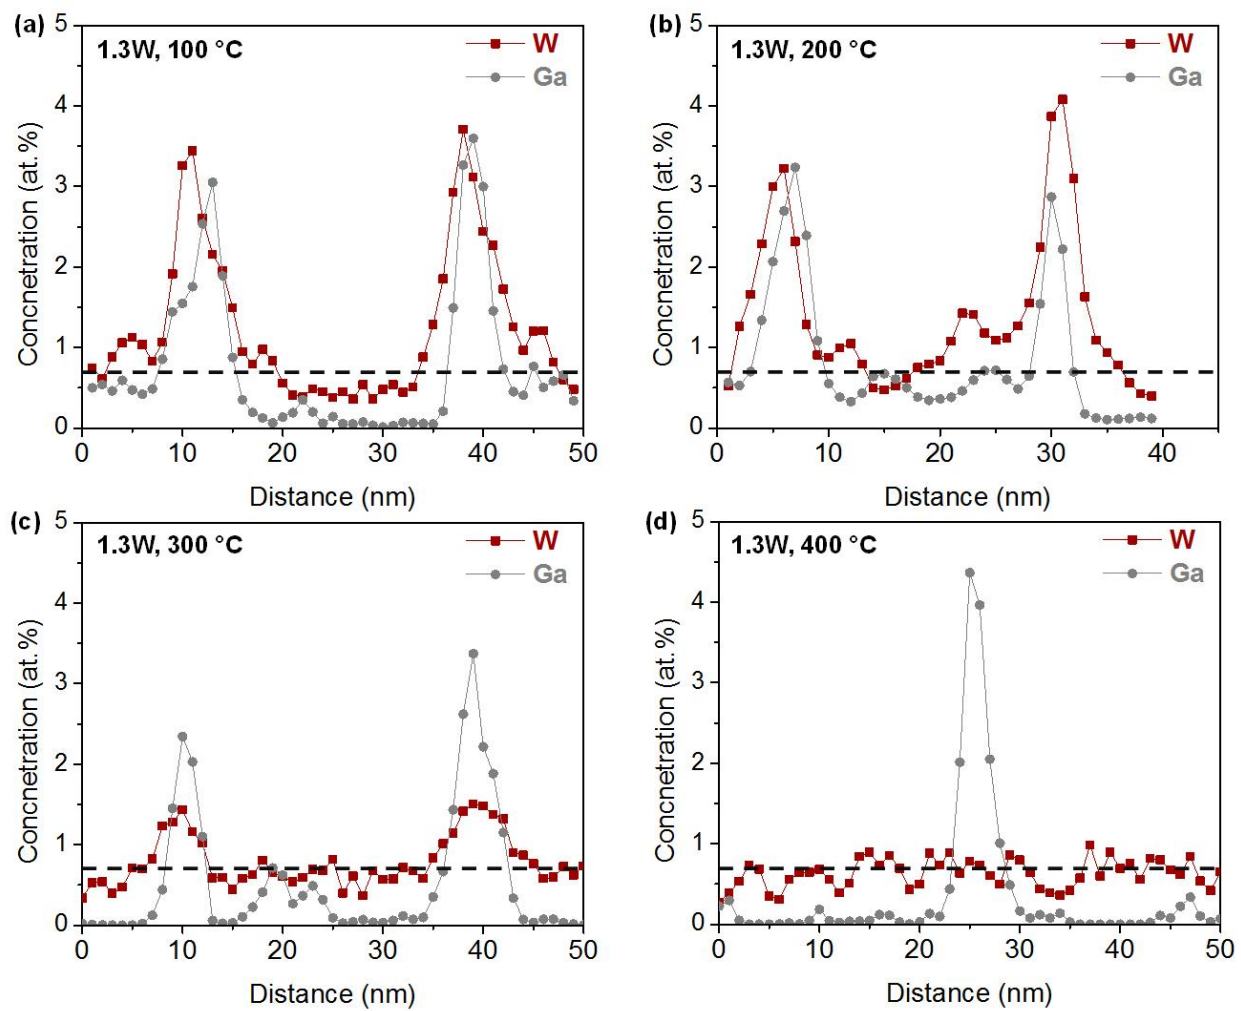 (a)
1.3W, 100 °C
W
Ga
5
4
3
2
1
0
Concnetration (at.%)
0 10 20 30 40 50
Distance (nm)
(b)
1.3W, 200 °C
W
Ga
5
4
3
2
1
0
Concnetration (at.%)
0 10 20 30 40
Distance (nm)
(c)
1.3W, 300 °C
W
Ga
5
4
3
2
1
0
Concnetration (at.%)
0 10 20 30 40 50
Distance (nm)
(d)
1.3W, 400 °C
W
Ga
5
4
3
2
1
0
Concnetration (at.%)
0 10 20 30 40 50
Distance (nm)